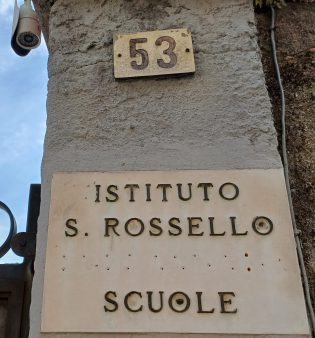 53
ISTITUTO
S. ROSSELLO
SCUOLE